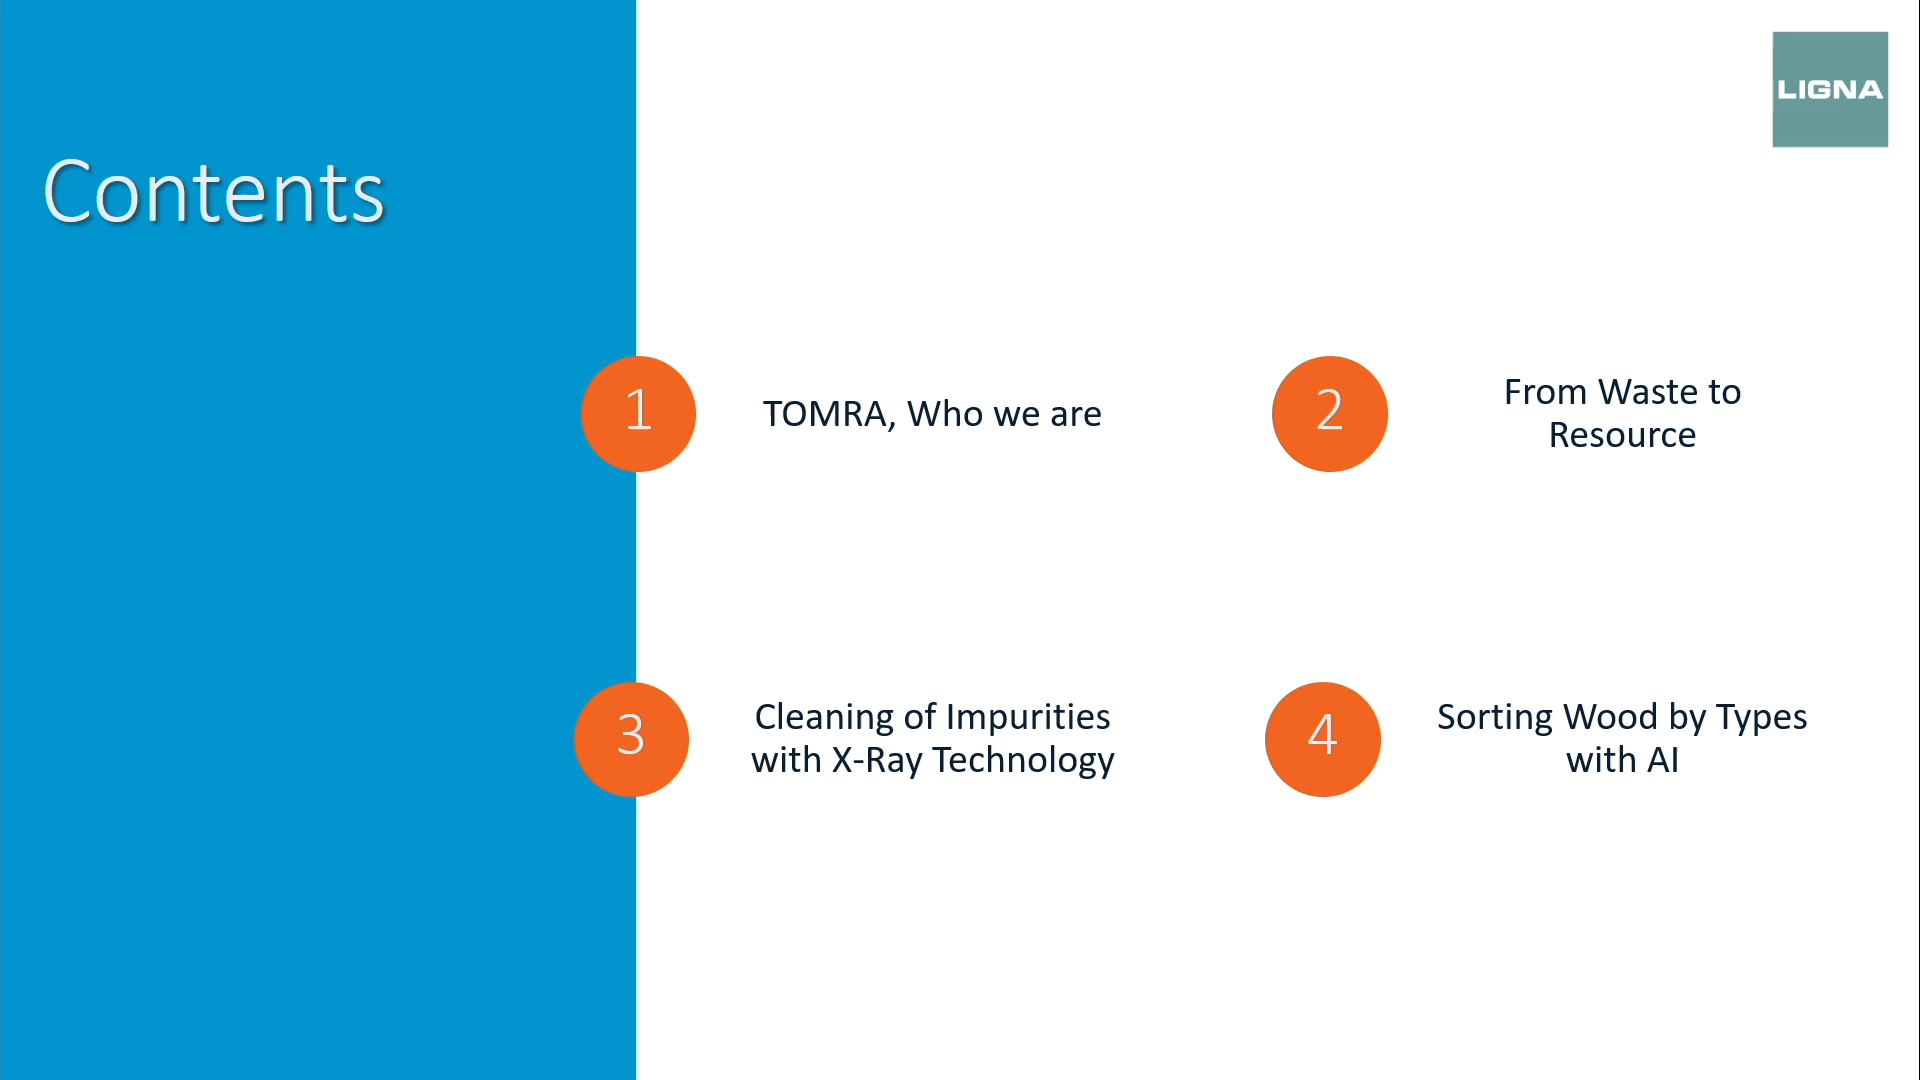 LIGNA
Contents
1
TOMRA, Who we are
2
From Waste to
Resource
3
Cleaning of Impurities
with X-Ray Technology
4
Sorting Wood by Types
with AI